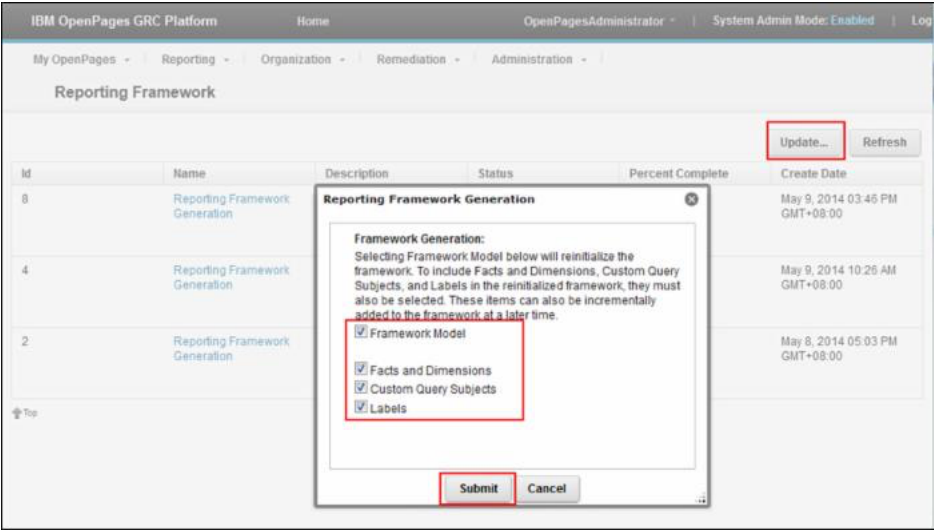 IBM OpenPages GRC Platform Home OpenPagesAdministrator System Admin Mode: Enabled Log
My OpenPages Reporting Organization Remediation Administration
Reporting Framework
Update... Refresh
Id Name Description Status Percent Complete Create Date
8 Reporting Framework Generation May 9, 2014 03:46 PM GMT+08:00
4 Reporting Framework Generation May 9, 2014 10:26 AM GMT+08:00
2 Reporting Framework Generation May 8, 2014 05:03 PM GMT+08:00
Top
Reporting Framework Generation
Framework Generation:
Selecting Framework Model below will reinitialize the
framework. To include Facts and Dimensions, Custom Query
Subjects, and Labels in the reinitialized framework, they must
also be selected. These items can also be incrementally
added to the framework at a later time.
Framework Model
Facts and Dimensions
Custom Query Subjects
Labels
Submit Cancel